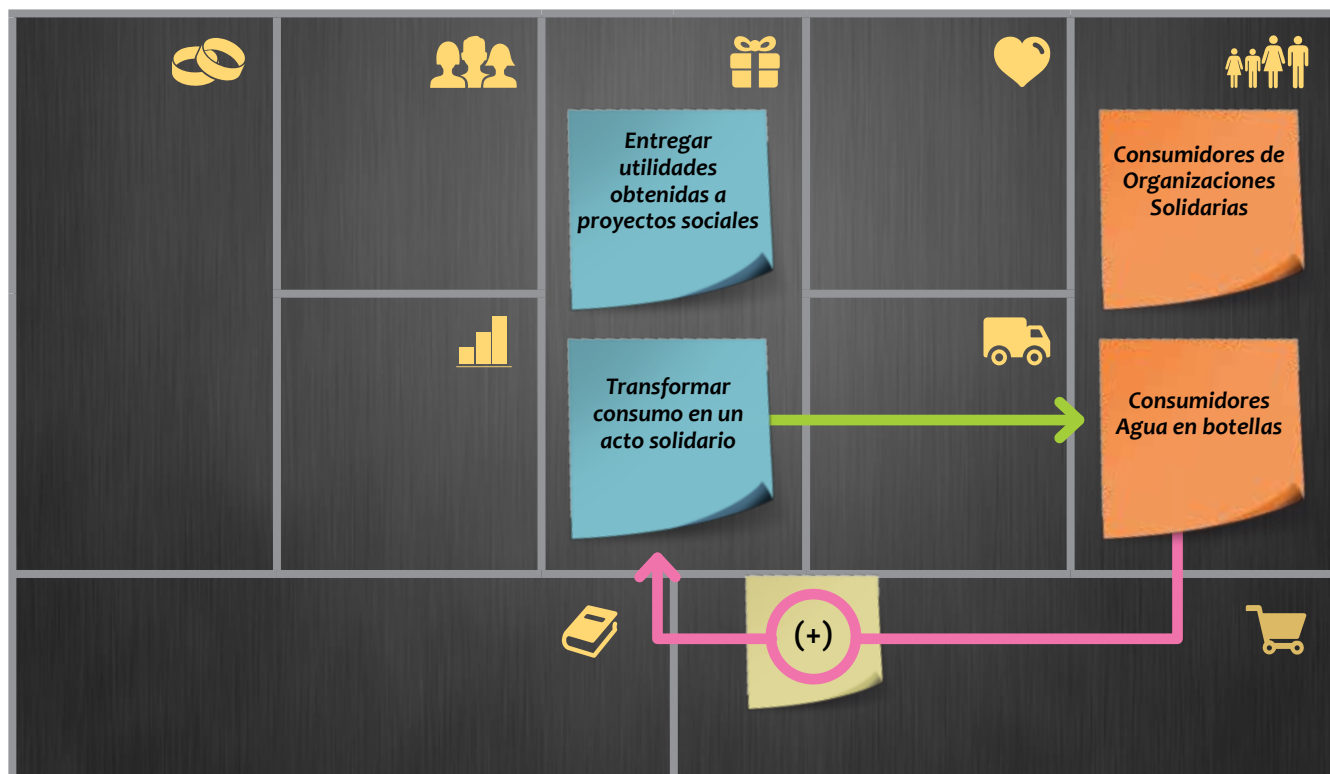 Entregar
utilidades
obtenidas a
proyectos sociales
Consumidores de
Organizaciones
Solidarias
Transformar
consumo en un
acto solidario
Consumidores
Agua en botellas
(+)